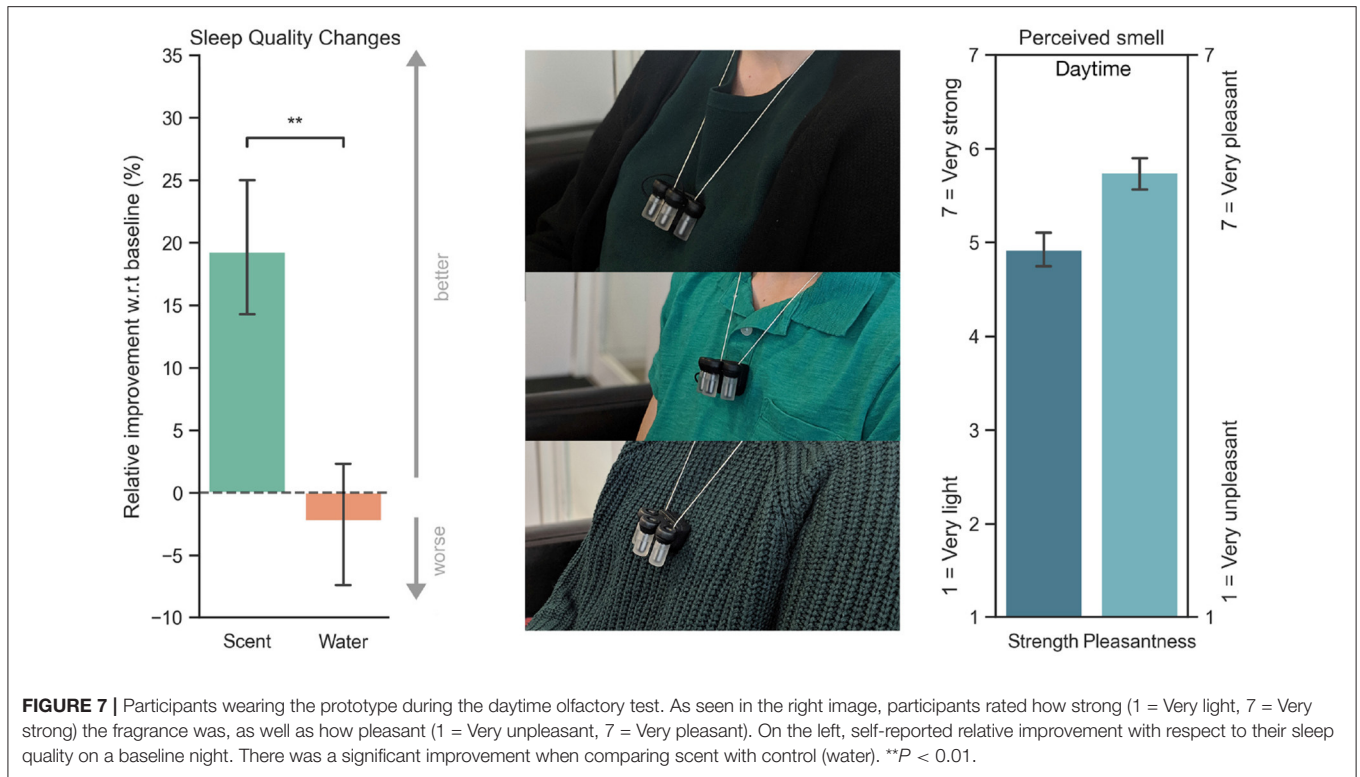 Sleep Quality Changes
Relative improvement w.r.t baseline (%)
35
30
25
20
15
10
5
0
−5
−10
**
better
worse
Scent
Water
Perceived smell
Daytime
7 = Very strong
1 = Very light
7
6
5
4
3
2
1
7
1
7 = Very pleasant
1 = Very unpleasant
Strength Pleasantness
FIGURE 7 | Participants wearing the prototype during the daytime olfactory test. As seen in the right image, participants rated how strong (1 = Very light, 7 = Very
strong) the fragrance was, as well as how pleasant (1 = Very unpleasant, 7 = Very pleasant). On the left, self-reported relative improvement with respect to their sleep
quality on a baseline night. There was a significant improvement when comparing scent with control (water). **P < 0.01.